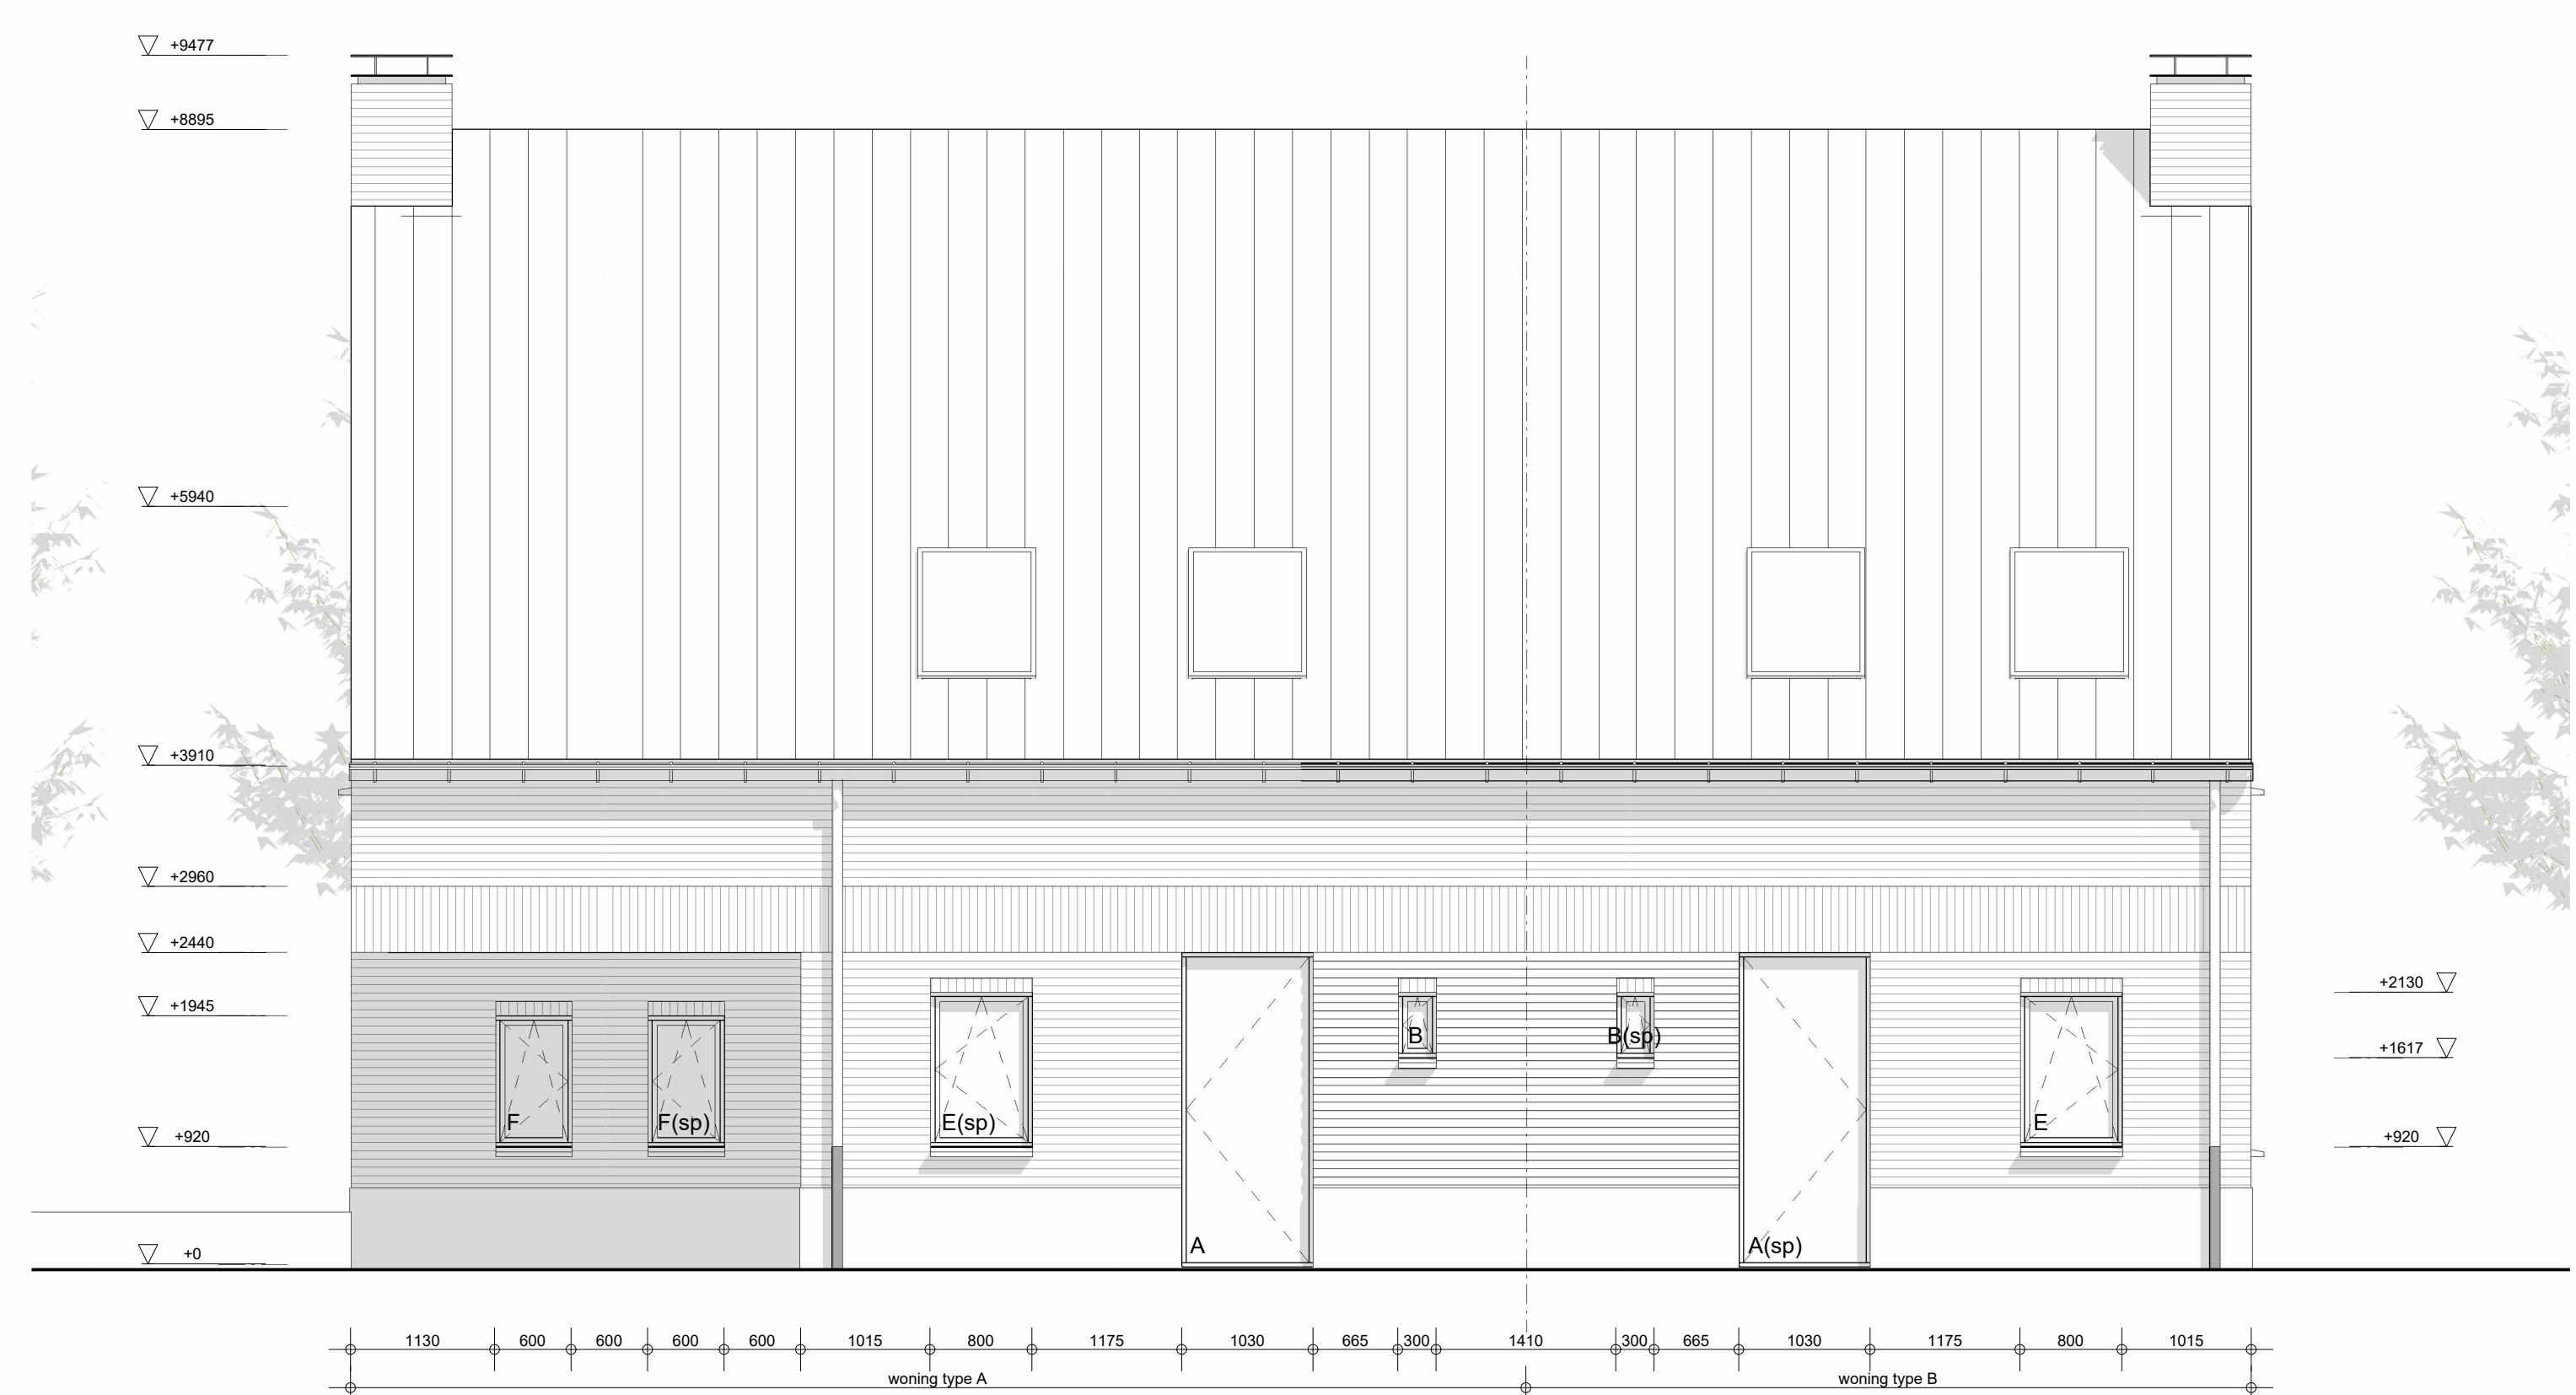 +9477
+8895
+5940
+3910
+2960
+2440
+2130
+1945
+1617
B B(sp)
+920 F F(sp) E(sp) E +920
+0 A A(sp)
1130 600 600 600 600 1015 800 1175 1030 665 300 1410 300 665 1030 1175 800 1015
woning type A woning type B